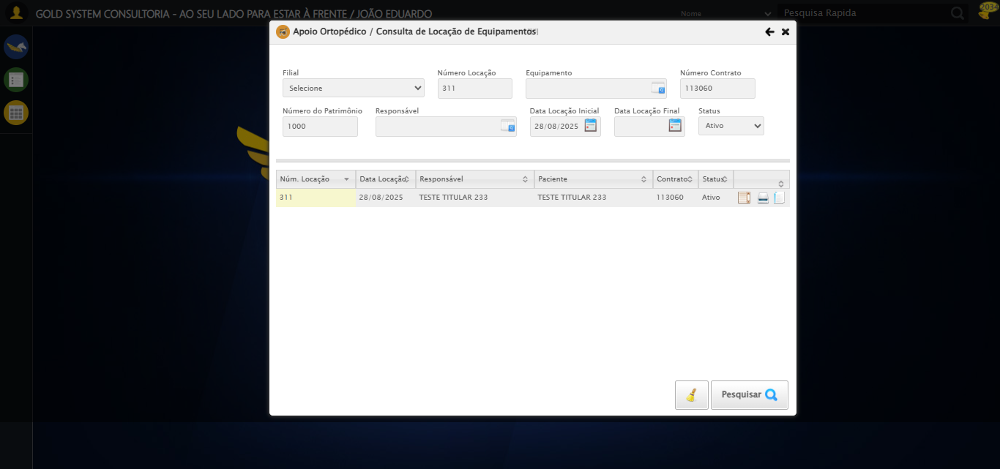 GOLD SYSTEM CONSULTORIA - AO SEU LADO PARA ESTAR À FRENTE / JOÃO EDUARDO
Nome
Pesquisa Rapida
2034
Apoio Ortopédico / Consulta de Locação de Equipamentos
Filial
Número Locação
Equipamento
Número Contrato
Selecione
311
113060
Número do Patrimônio
Responsável
Data Locação Inicial
Data Locação Final
Status
1000
28/08/2025
Ativo
Núm. Locação
Data Locação
Responsável
Paciente
Contrato
Status
311
28/08/2025
TESTE TITULAR 233
TESTE TITULAR 233
113060
Ativo
Pesquisar